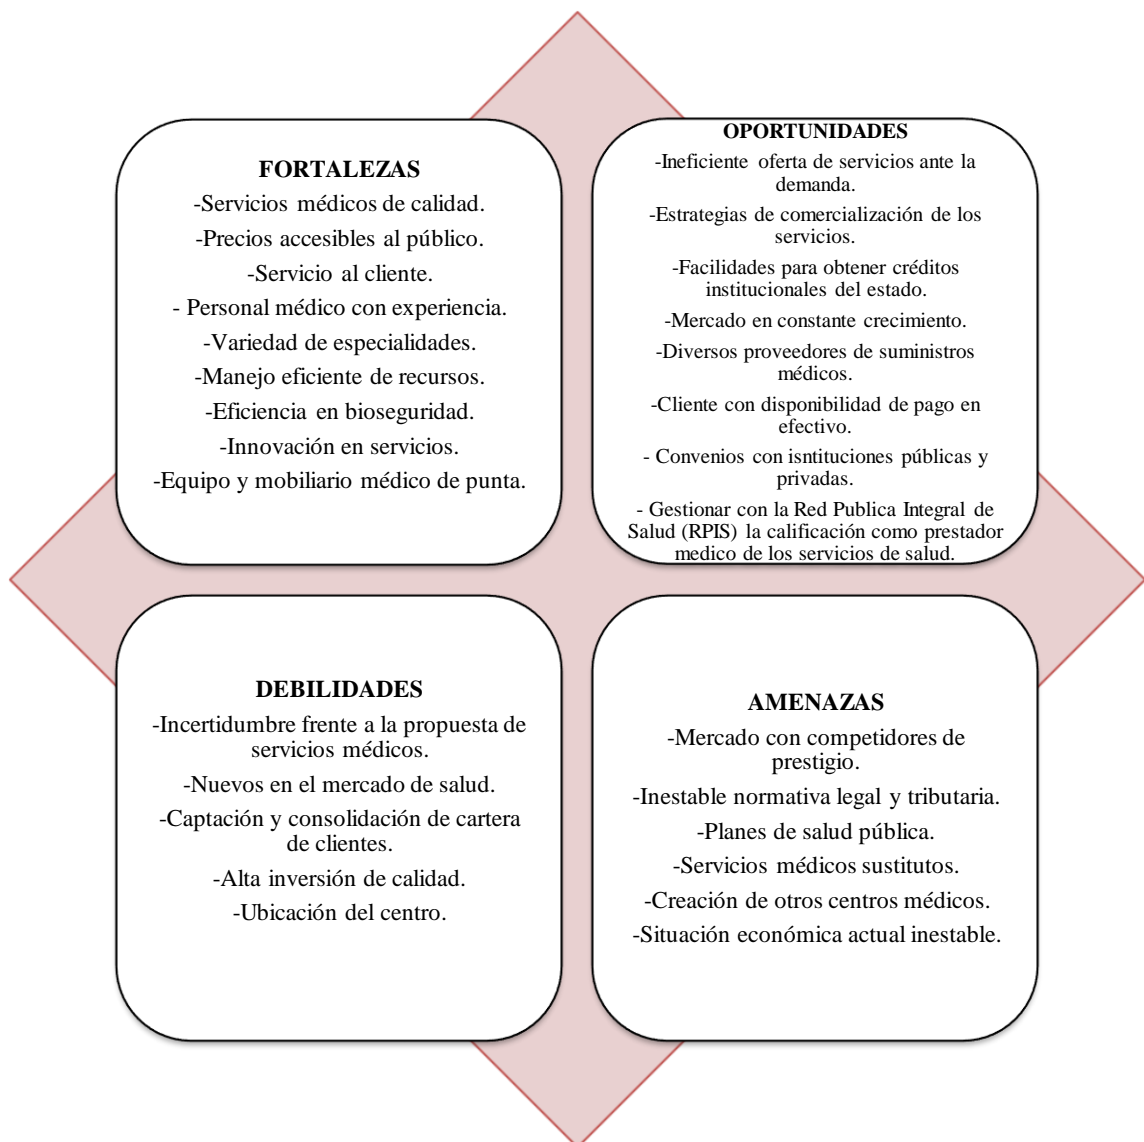 FORTALEZAS
-Servicios médicos de calidad.
-Precios accesibles al público.
-Servicio al cliente.
- Personal médico con experiencia.
-Variedad de especialidades.
-Manejo eficiente de recursos.
-Eficiencia en bioseguridad.
-Innovación en servicios.
-Equipo y mobiliario médico de punta.
OPORTUNIDADES
-Ineficiente oferta de servicios ante la
demanda.
-Estrategias de comercialización de los
servicios.
-Facilidades para obtener créditos
institucionales del estado.
-Mercado en constante crecimiento.
-Diversos proveedores de suministros
médicos.
-Cliente con disponibilidad de pago en
efectivo.
- Convenios con isntituciones públicas y
privadas.
- Gestionar con la Red Publica Integral de
Salud (RPIS) la calificación como prestador
medico de los servicios de salud.
DEBILIDADES
-Incertidumbre frente a la propuesta de
servicios médicos.
-Nuevos en el mercado de salud.
-Captación y consolidación de cartera
de clientes.
-Alta inversión de calidad.
-Ubicación del centro.
AMENAZAS
-Mercado con competidores de
prestigio.
-Inestable normativa legal y tributaria.
-Planes de salud pública.
-Servicios médicos sustitutos.
-Creación de otros centros médicos.
-Situación económica actual inestable.